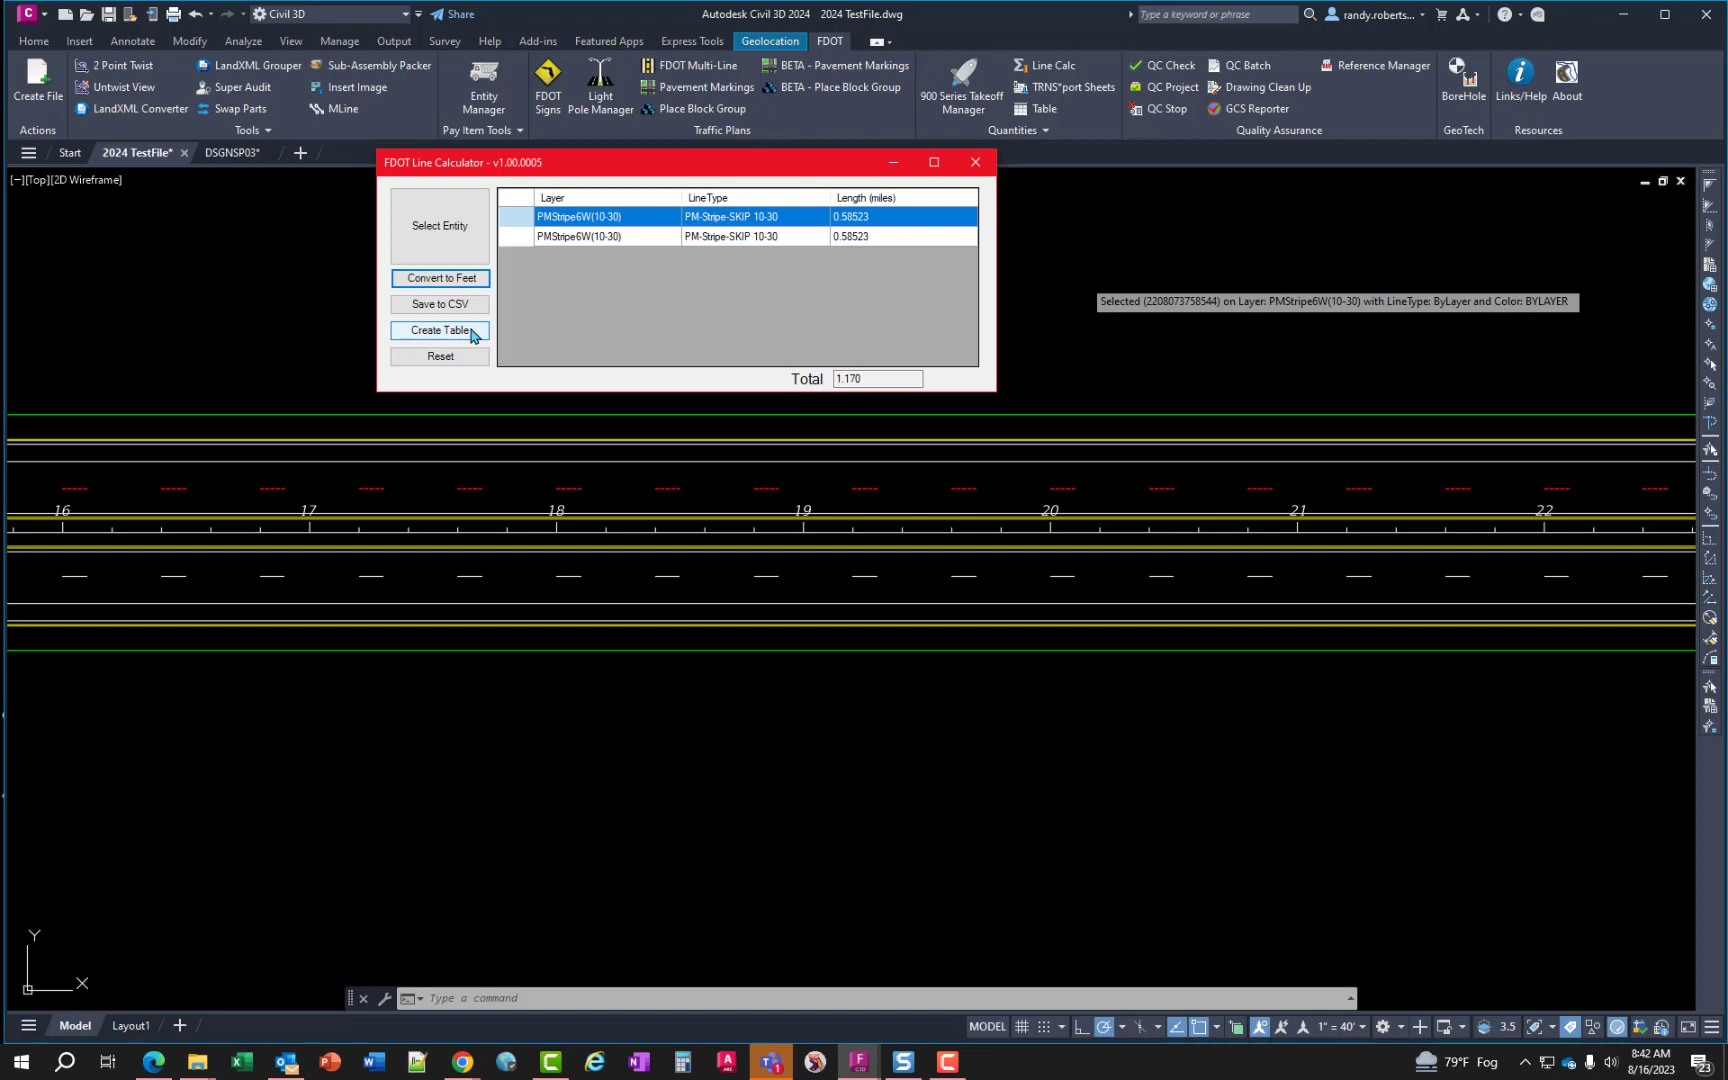 C Civil 3D Share Autodesk Civil 3D 2024 2024 TestFile.dwg Type a keyword or phrase randy.roberts...
Home Insert Annotate Modify Analyze View Manage Output Survey Help Add-ins Featured Apps Express Tools Geolocation FDOT
2 Point Twist LandXML Grouper Sub-Assembly Packer FDOT Multi-Line BETA - Pavement Markings Line Calc QC Check QC Batch Reference Manager
Untwist View Super Audit Insert Image Pavement Markings BETA - Place Block Group TRNS*port Sheets QC Project Drawing Clean Up
LandXML Converter Swap Parts MLine Place Block Group Table QC Stop GCS Reporter
Create File Entity Manager FDOT Signs Light Pole Manager 900 Series Takeoff Manager BoreHole Links/Help About
Actions Tools Pay Item Tools Traffic Plans Quantities Quality Assurance GeoTech Resources
Start 2024 TestFile* DSGNSP03*
[−][Top][2D Wireframe]
FDOT Line Calculator - v1.00.0005
Select Entity
Convert to Feet
Save to CSV
Create Table
Reset
Layer LineType Length (miles)
PMStripe6W(10-30) PM-Stripe-SKIP 10-30 0.58523
PMStripe6W(10-30) PM-Stripe-SKIP 10-30 0.58523
Total 1.170
Selected (2208073758544) on Layer: PMStripe6W(10-30) with LineType: ByLayer and Color: BYLAYER
16 17 18 19 20 21 22
Y
X
Type a command
Model Layout1 MODEL 1" = 40' 3.5
79°F Fog 8:42 AM
8/16/2023
23